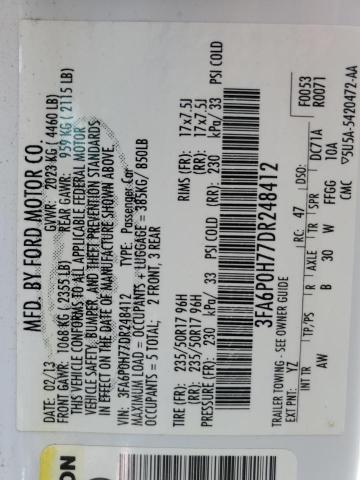 MFD. BY FORD MOTOR CO.
DATE: 02/13 GVWR: 2023 KG (4460 LB)
FRONT GAWR: 1068 KG (2355 LB) REAR GAWR: 959 KG (2115 LB)
THIS VEHICLE CONFORMS TO ALL APPLICABLE FEDERAL MOTOR
VEHICLE SAFETY, BUMPER, AND THEFT PREVENTION STANDARDS
IN EFFECT ON THE DATE OF MANUFACTURE SHOWN ABOVE.
VIN: 3FA6P0H77DR248412 TYPE: Passenger Car
MAXIMUM LOAD = OCCUPANTS + LUGGAGE = 385KG/ 850LB
OCCUPANTS = 5 TOTAL; 2 FRONT, 3 REAR
TIRE (FR): 235/50R17 96H RIMS (FR): 17x7.5J
(RR): 235/50R17 96H (RR): 17x7.5J
PRESSURE (FR): 230 kPa/ 33 PSI COLD (RR): 230 kPa/ 33 PSI COLD
3FA6P0H77DR248412
TRAILER TOWING - SEE OWNER GUIDE
F0053
R0071
EXT PNT: YZ RC: 47 DSO:
INT TR TP/PS R AXLE TR SPR DC71A
AW B 30 W FFGG 10A
CMC 5U5A-5420472-AA
ON